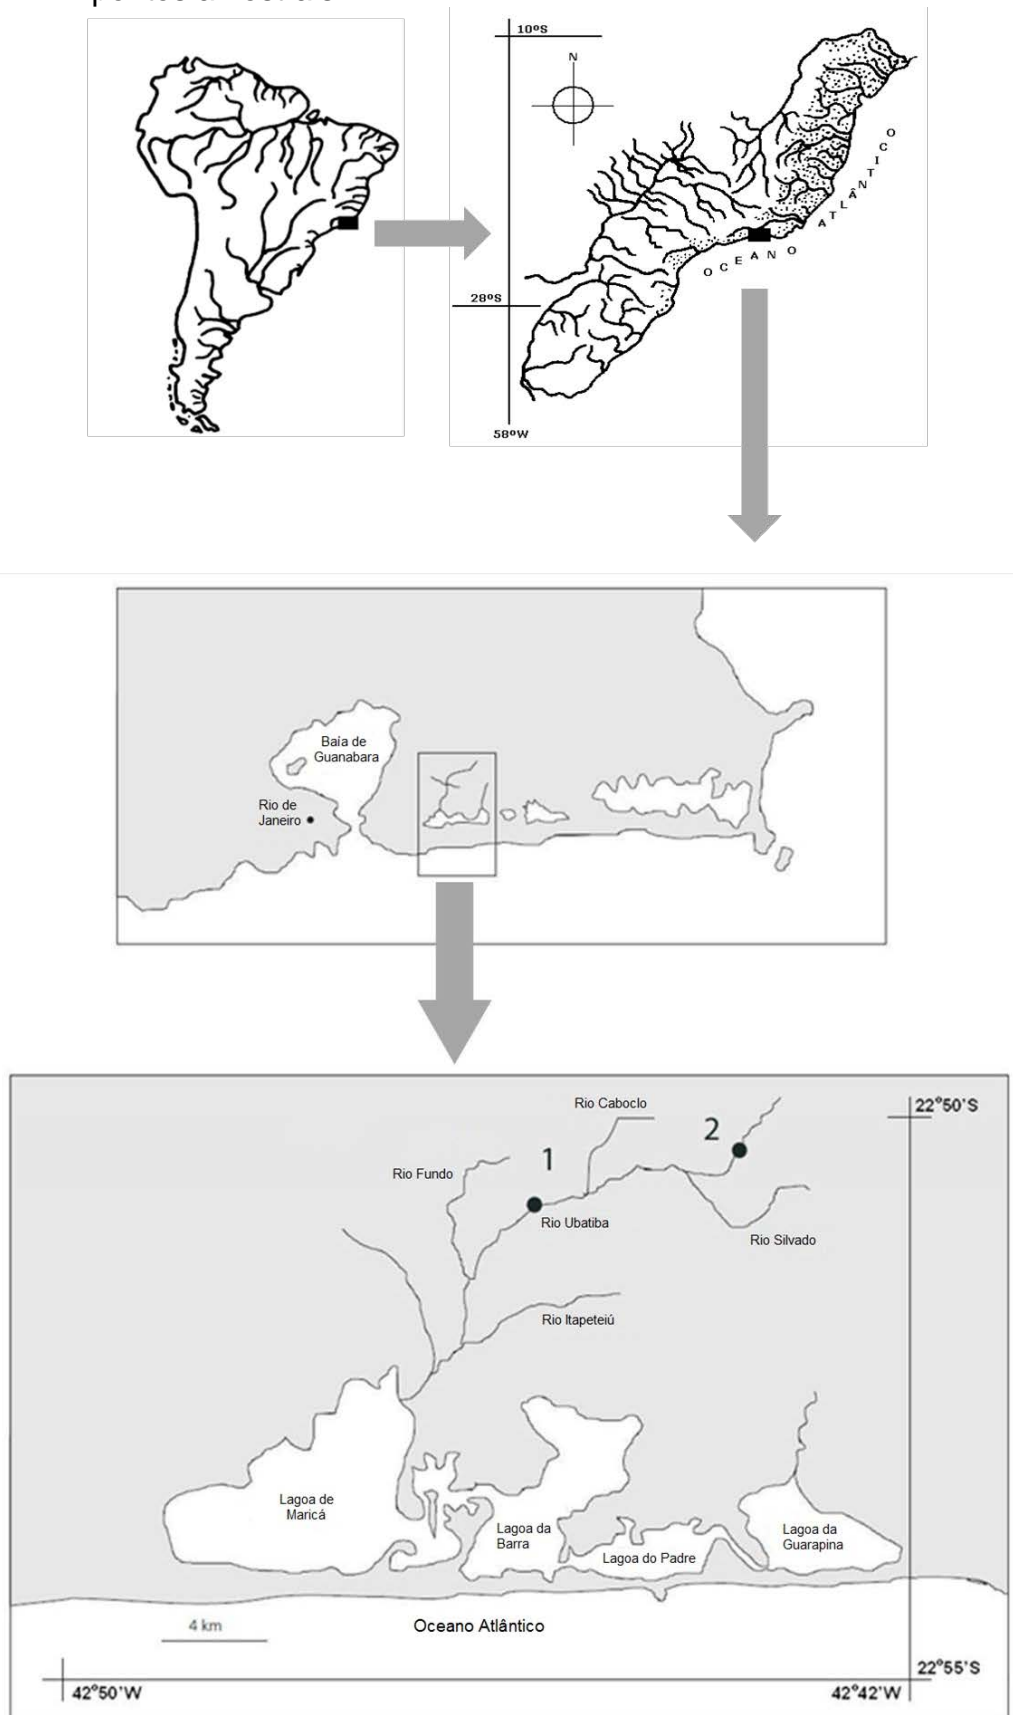 10ºS
N
OCEANO ATLÂNTICO
28ºS
58ºW
Baía de
Guanabara
Rio de
Janeiro
Rio Caboclo
22°50'S
2
1
Rio Fundo
Rio Ubatiba
Rio Silvado
Rio Itapeteiú
Lagoa de
Maricá
Lagoa da
Barra
Lagoa do Padre
Lagoa da
Guarapina
4 km
Oceano Atlântico
22°55'S
42°50'W
42°42'W